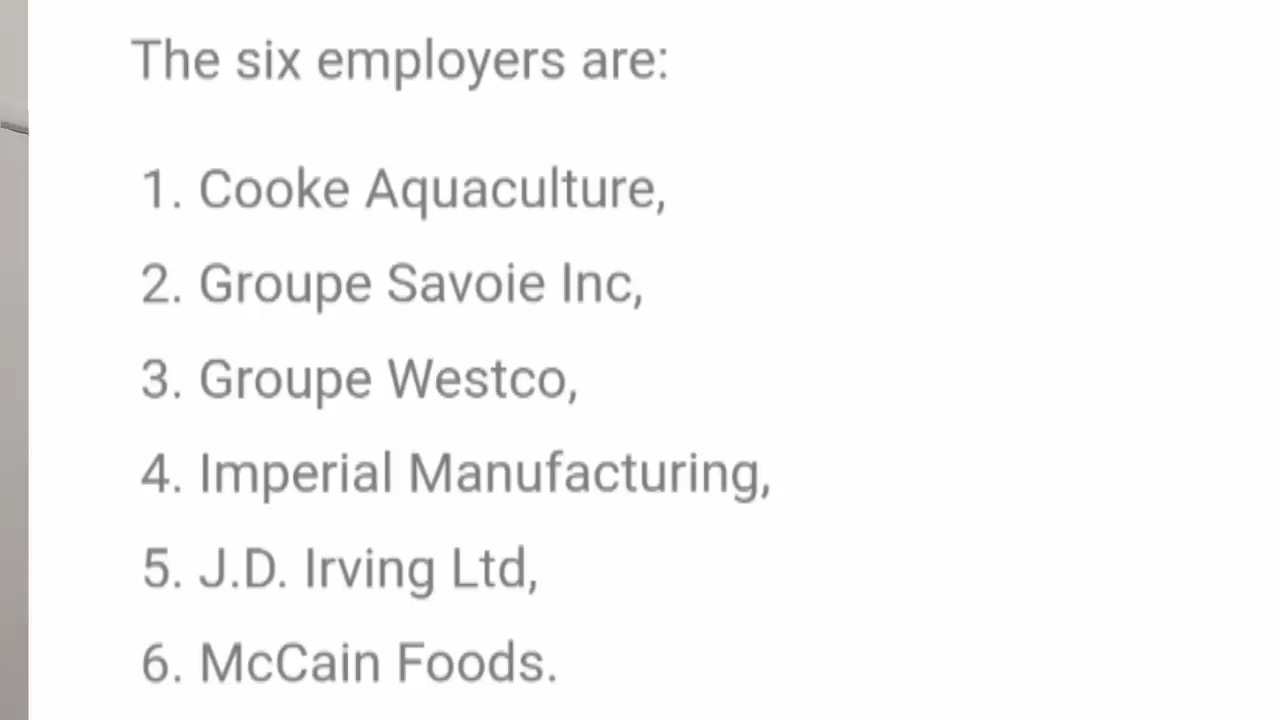 The six employers are:
1. Cooke Aquaculture,
2. Groupe Savoie Inc,
3. Groupe Westco,
4. Imperial Manufacturing,
5. J.D. Irving Ltd,
6. McCain Foods.